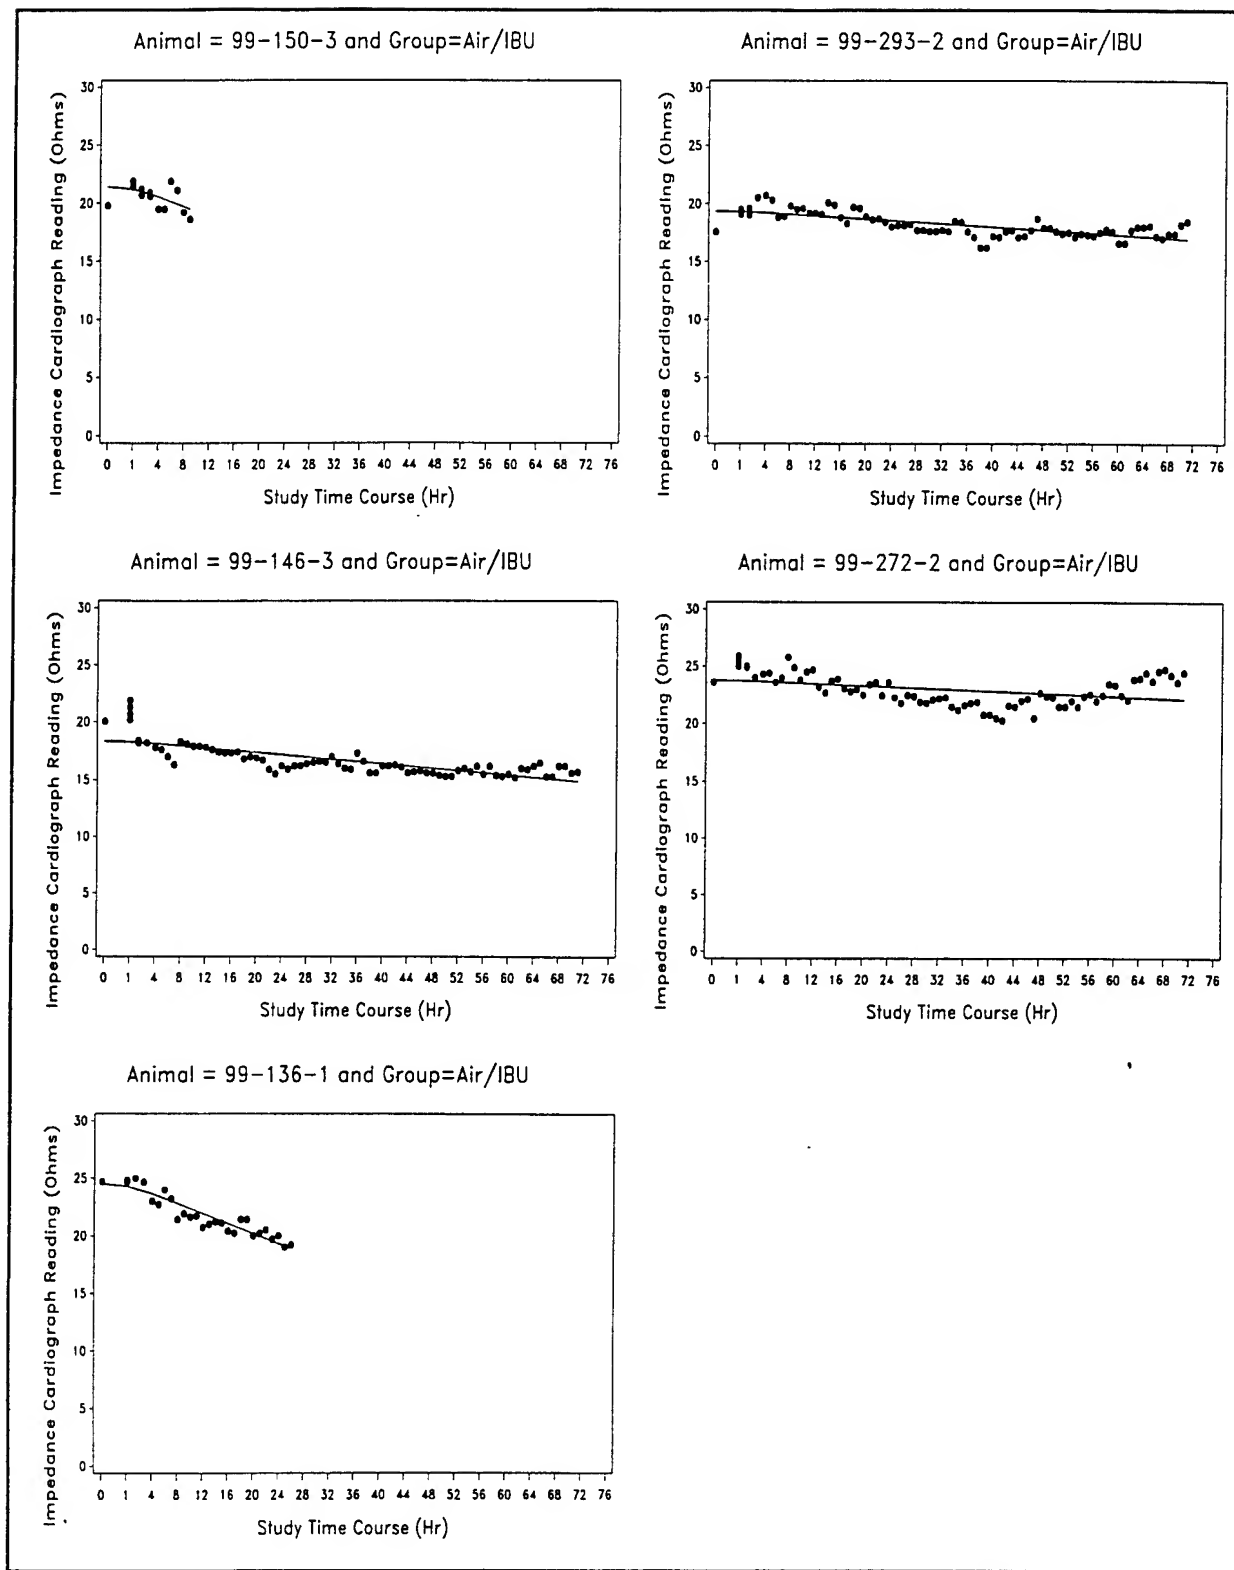 Animal = 99-150-3 and Group=Air/IBU
Impedance Cardiograph Reading (Ohms)
30
25
20
15
10
5
0
0 1 4 8 12 16 20 24 28 32 36 40 44 48 52 56 60 64 68 72 76
Study Time Course (Hr)
Animal = 99-293-2 and Group=Air/IBU
Impedance Cardiograph Reading (Ohms)
30
25
20
15
10
5
0
0 1 4 8 12 16 20 24 28 32 36 40 44 48 52 56 60 64 68 72 76
Study Time Course (Hr)
Animal = 99-146-3 and Group=Air/IBU
Impedance Cardiograph Reading (Ohms)
30
25
20
15
10
5
0
0 1 4 8 12 16 20 24 28 32 36 40 44 48 52 56 60 64 68 72 76
Study Time Course (Hr)
Animal = 99-272-2 and Group=Air/IBU
Impedance Cardiograph Reading (Ohms)
30
25
20
15
10
5
0
0 1 4 8 12 16 20 24 28 32 36 40 44 48 52 56 60 64 68 72 76
Study Time Course (Hr)
Animal = 99-136-1 and Group=Air/IBU
Impedance Cardiograph Reading (Ohms)
30
25
20
15
10
5
0
0 1 4 8 12 16 20 24 28 32 36 40 44 48 52 56 60 64 68 72 76
Study Time Course (Hr)